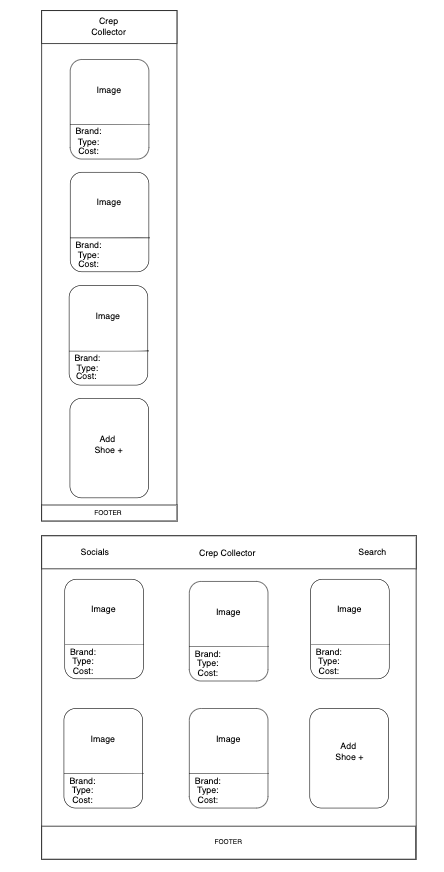 Crep
Collector
Image
Brand:
Type:
Cost:
Image
Brand:
Type:
Cost:
Image
Brand:
Type:
Cost:
Add
Shoe +
FOOTER
Socials Crep Collector Search
Image Image Image
Brand: Brand: Brand:
Type: Type: Type:
Cost: Cost: Cost:
Image Image Add
Shoe +
Brand: Brand:
Type: Type:
Cost: Cost:
FOOTER